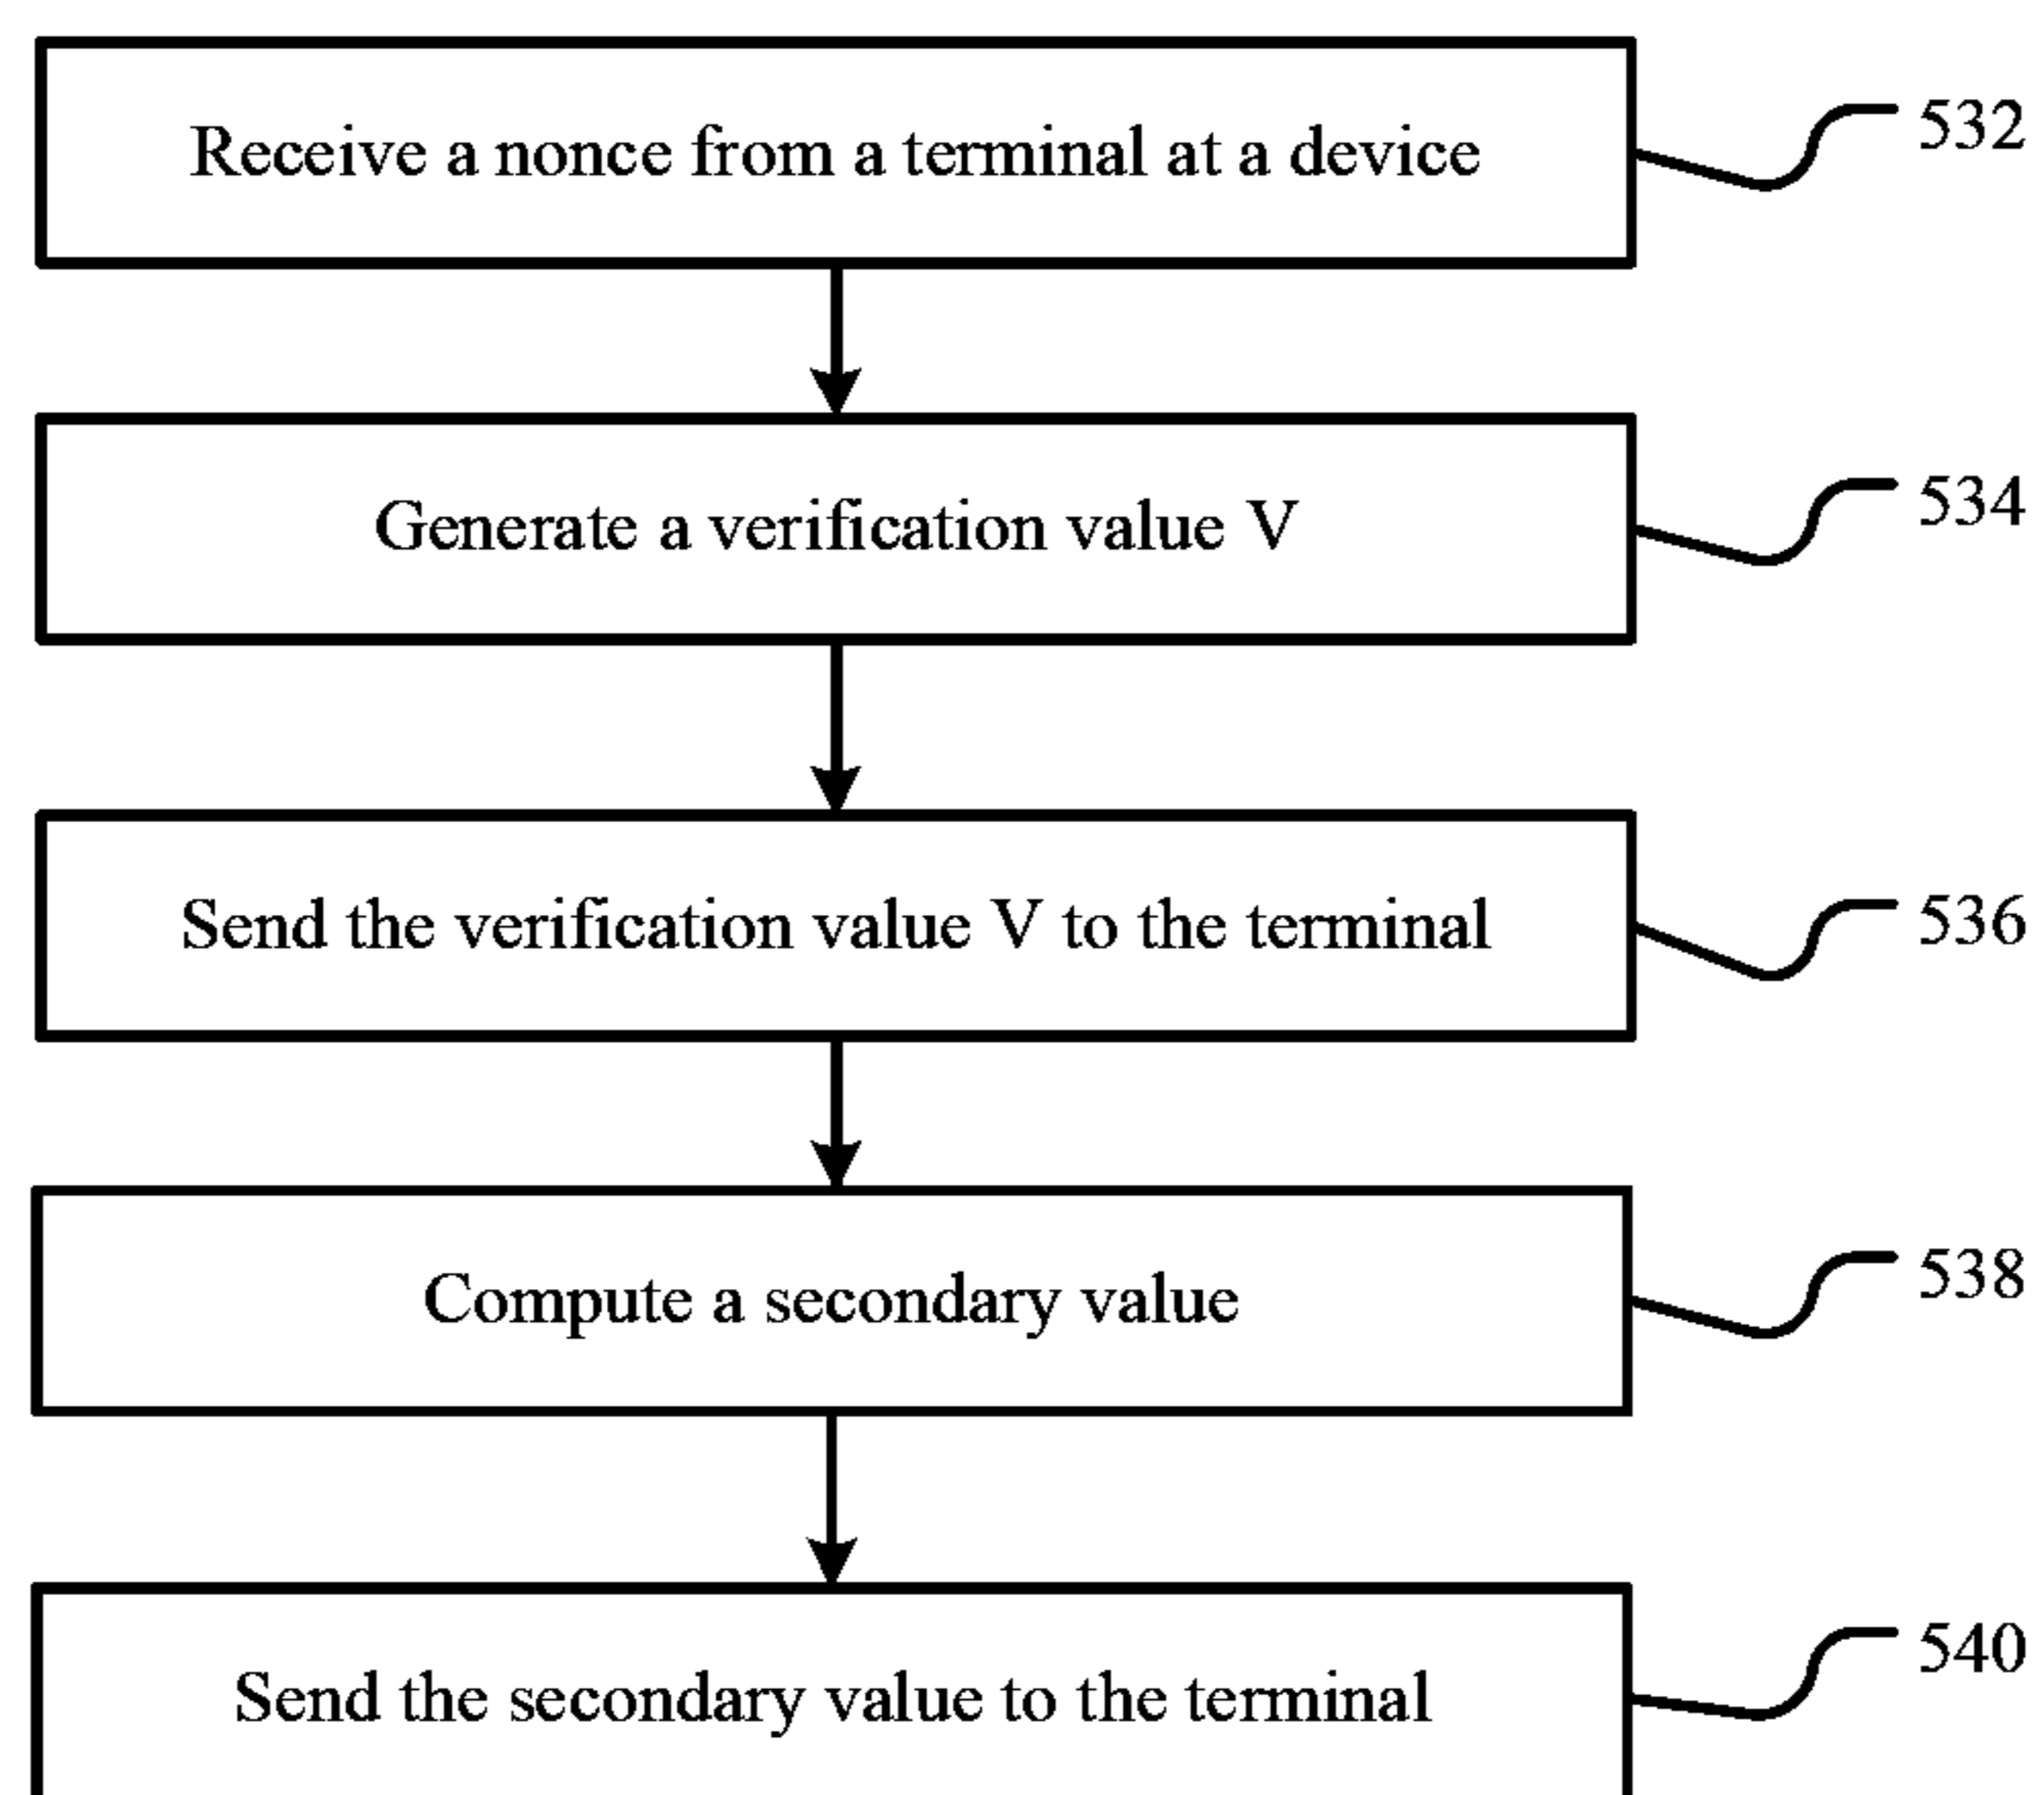 Receive a nonce from a terminal at a device
532
Generate a verification value V
534
Send the verification value V to the terminal
536
Compute a secondary value
538
Send the secondary value to the terminal
540